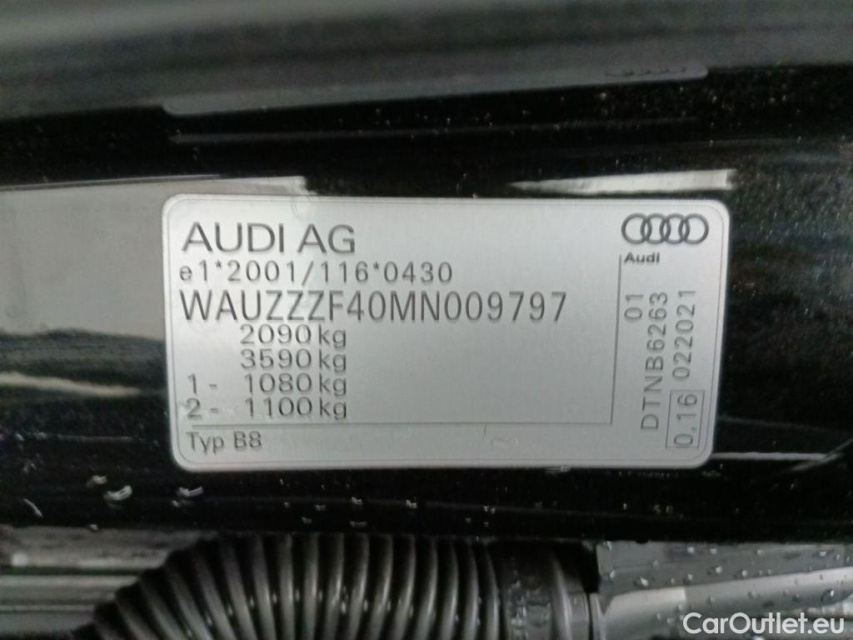 AUDI AG
e1*2001/116*0430
WAUZZZF40MN009797
2090 kg
3590 kg
1 - 1080 kg
2 - 1100 kg
Typ B8
Audi
01
DTNB6263
022021
0,16
CarOutlet.eu